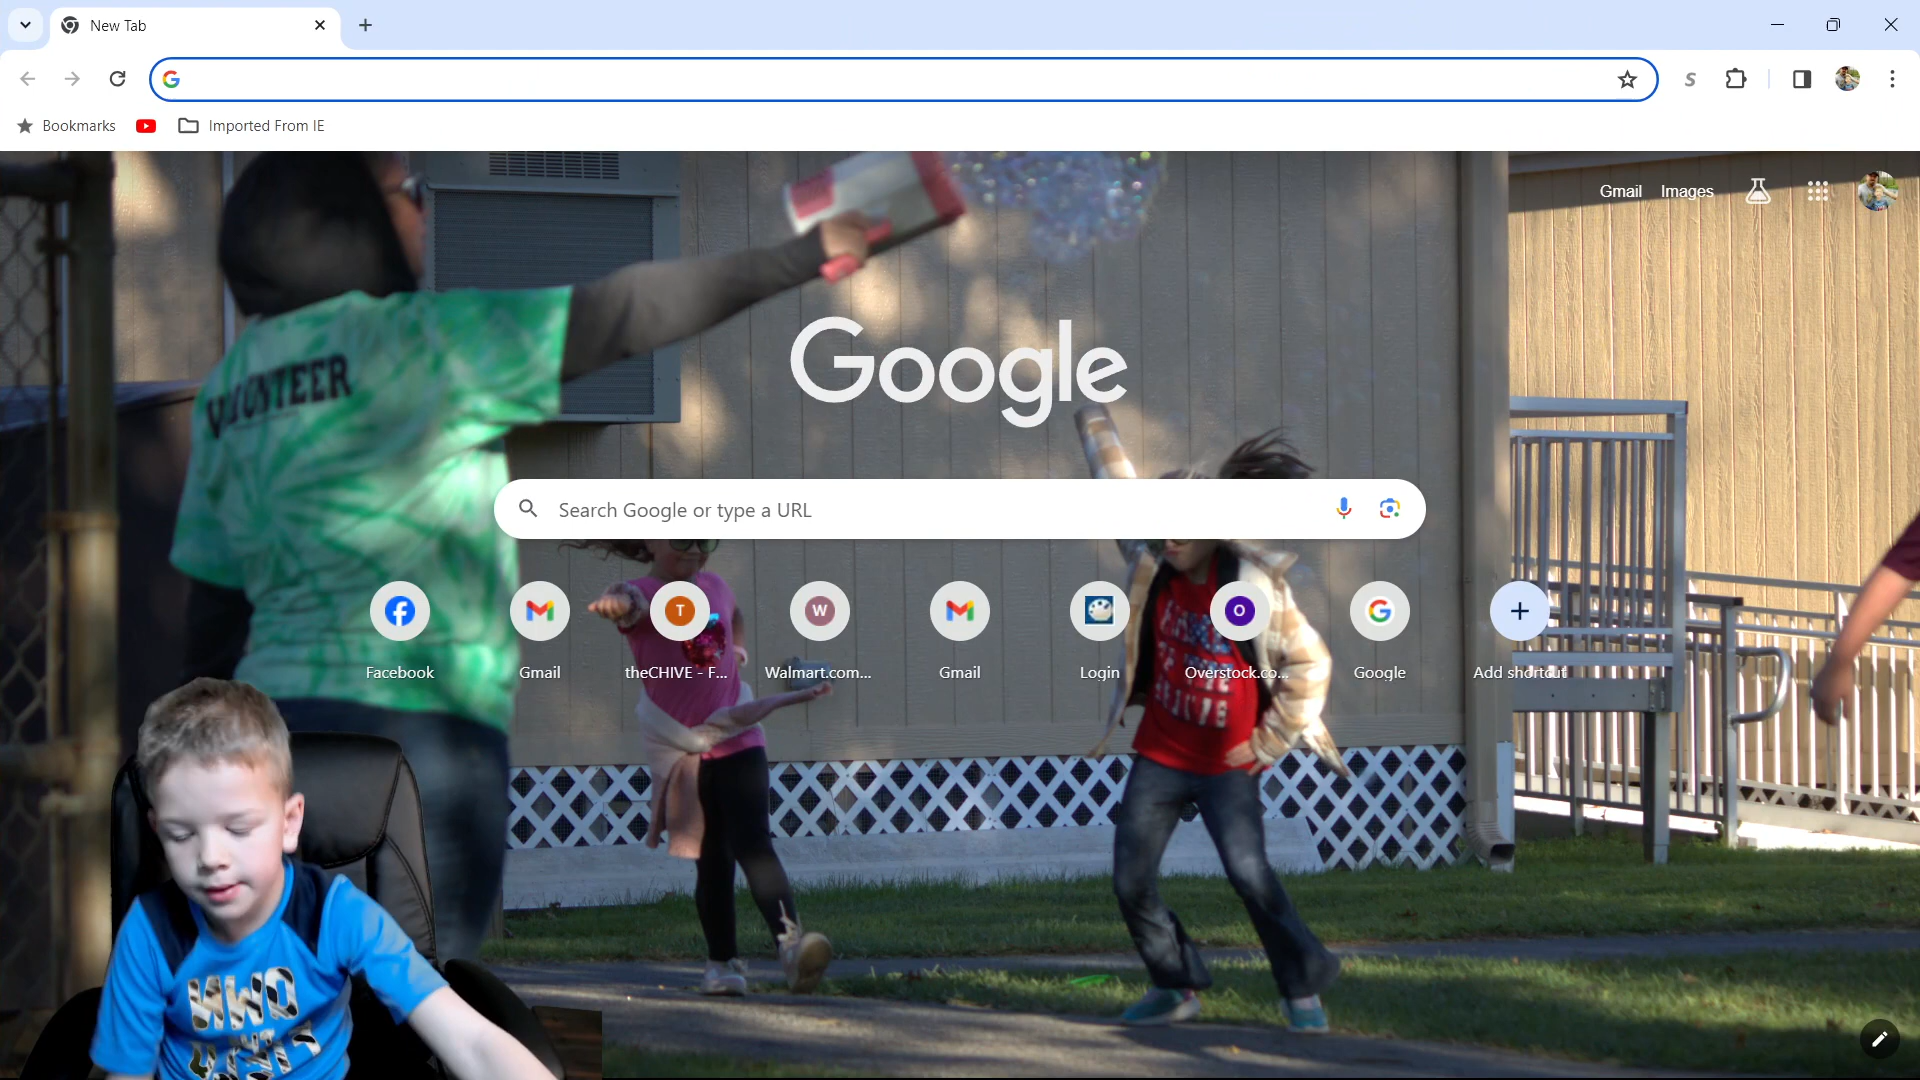 New Tab
Bookmarks
Imported From IE
Gmail Images
VOLUNTEER
Google
Search Google or type a URL
T
W
O
Facebook
Gmail
theCHIVE - F...
Walmart.com...
Gmail
Login
Overstock.co...
Google
Add shortcut